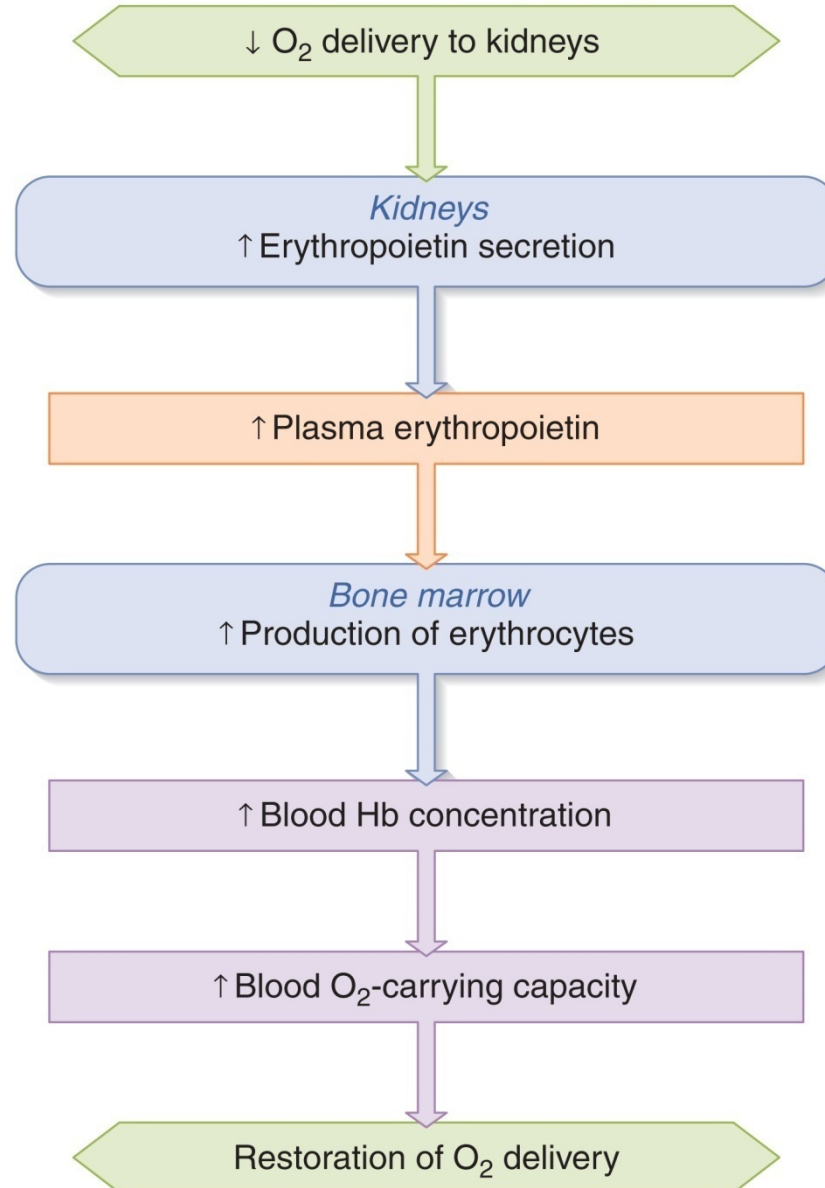 ↓ O₂ delivery to kidneys
Kidneys
↑ Erythropoietin secretion
↑ Plasma erythropoietin
Bone marrow
↑ Production of erythrocytes
↑ Blood Hb concentration
↑ Blood O₂-carrying capacity
Restoration of O₂ delivery